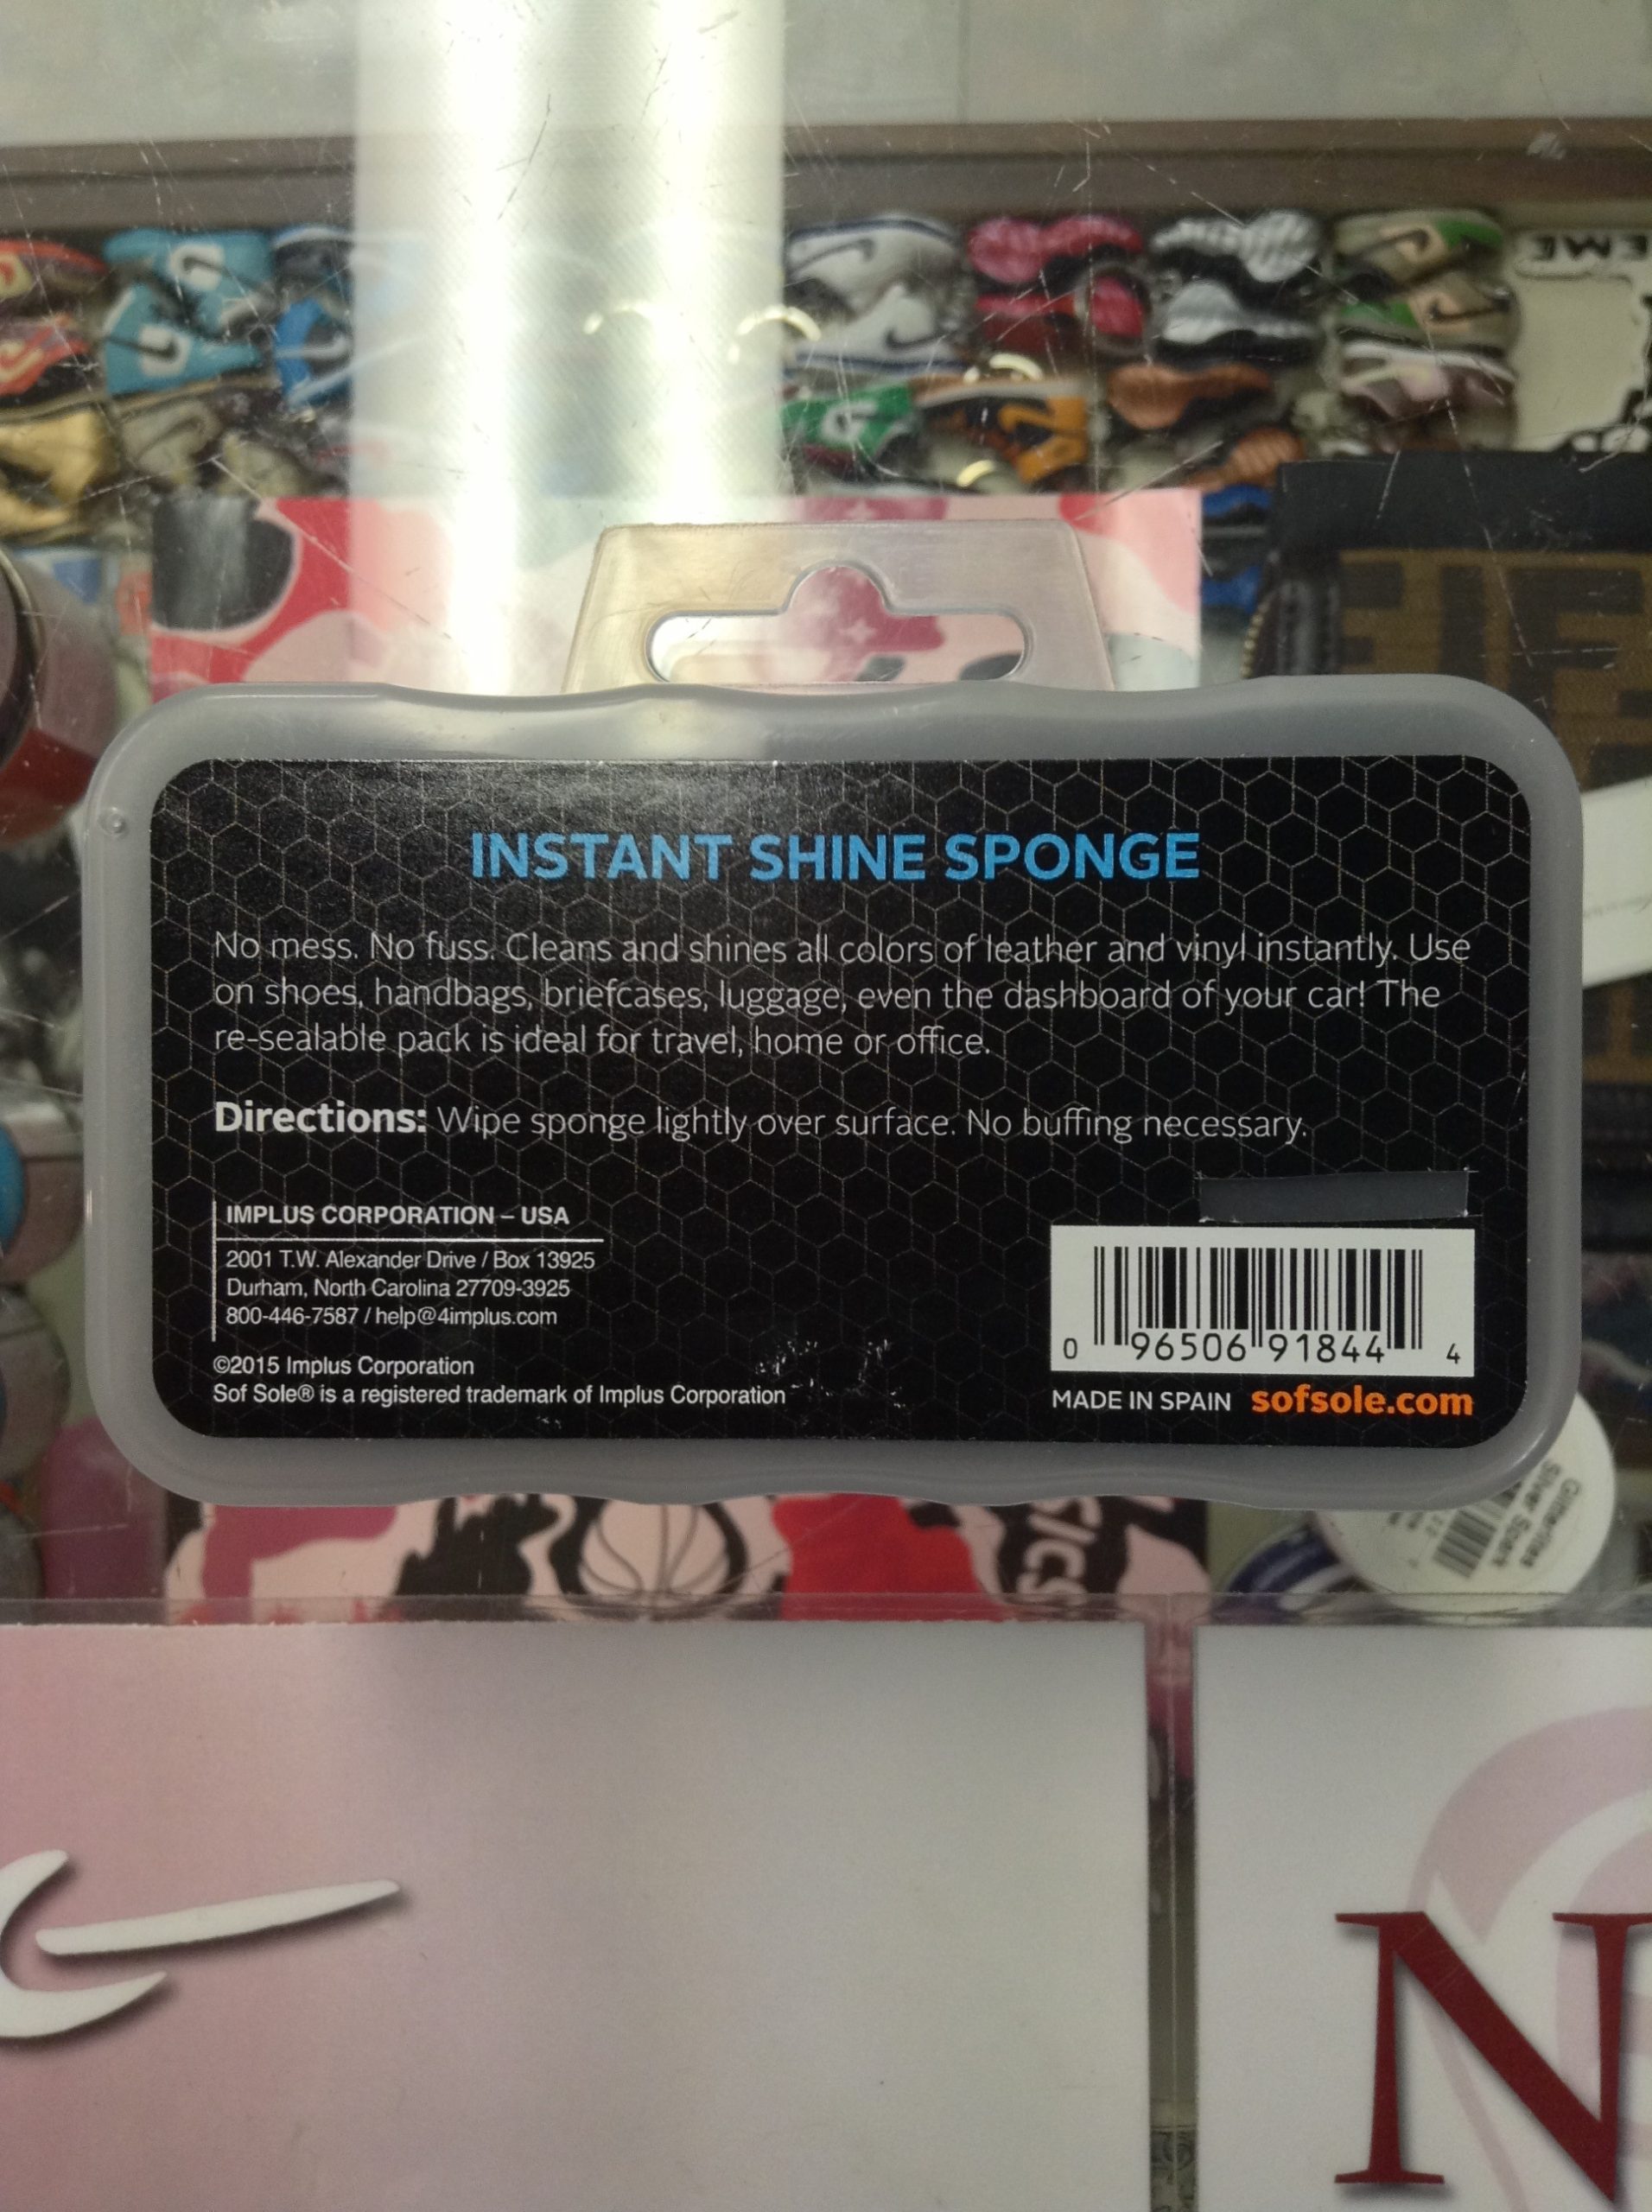 EME
INSTANT SHINE SPONGE
No mess. No fuss. Cleans and shines all colors of leather and vinyl instantly. Use
on shoes, handbags, briefcases, luggage, even the dashboard of your car! The
re-sealable pack is ideal for travel, home or office.
Directions: Wipe sponge lightly over surface. No buffing necessary.
IMPLUS CORPORATION – USA
2001 T.W. Alexander Drive / Box 13925
Durham, North Carolina 27709-3925
800-446-7587 / help@4implus.com
©2015 Implus Corporation
Sof Sole® is a registered trademark of Implus Corporation
0 96506 91844 4
MADE IN SPAIN sofsole.com
N